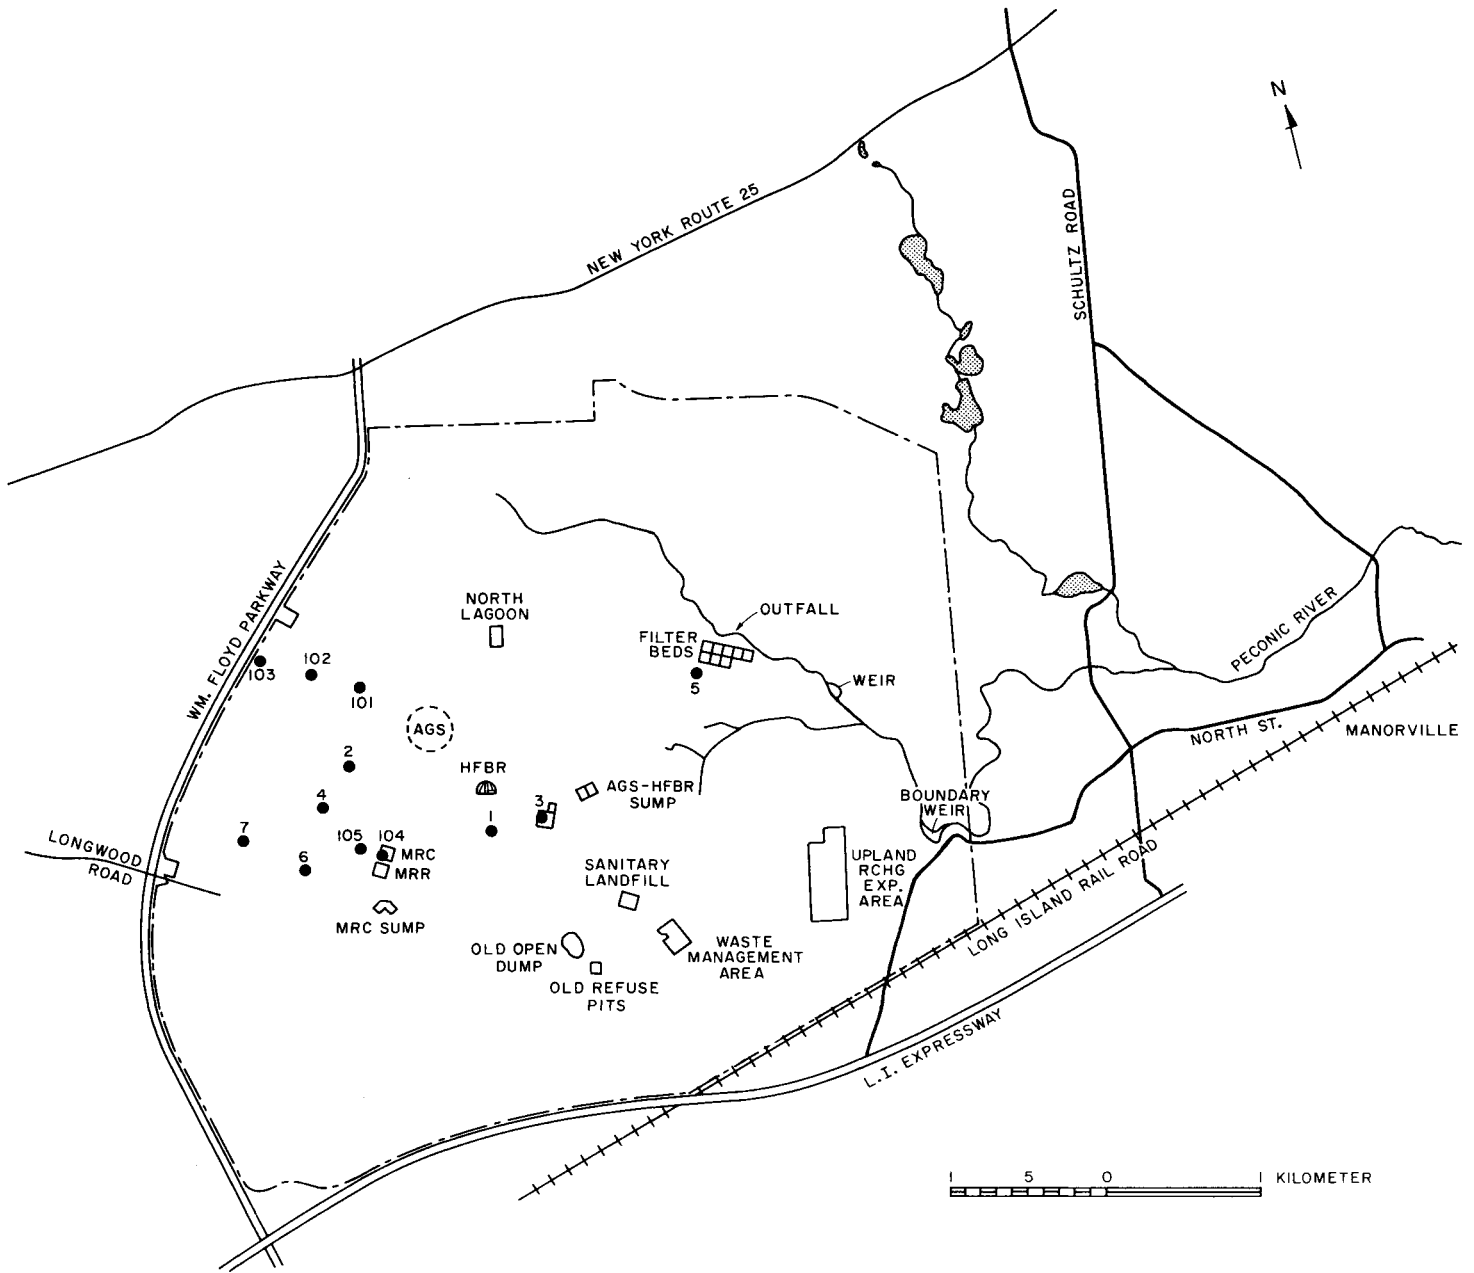 N
NEW YORK ROUTE 25
SCHULTZ ROAD
WM. FLOYD PARKWAY
NORTH
LAGOON
OUTFALL
FILTER
BEDS
5
WEIR
PECONIC RIVER
103
102
101
AGS
NORTH ST.
MANORVILLE
2
HFBR
4
3
AGS-HFBR
SUMP
1
BOUNDARY
WEIR
7
LONGWOOD
ROAD
105
104
MRC
MRR
6
MRC SUMP
SANITARY
LANDFILL
UPLAND
RCHG
EXP.
AREA
LONG ISLAND RAIL ROAD
OLD OPEN
DUMP
WASTE
MANAGEMENT
AREA
OLD REFUSE
PITS
L.I. EXPRESSWAY
5 0 KILOMETER